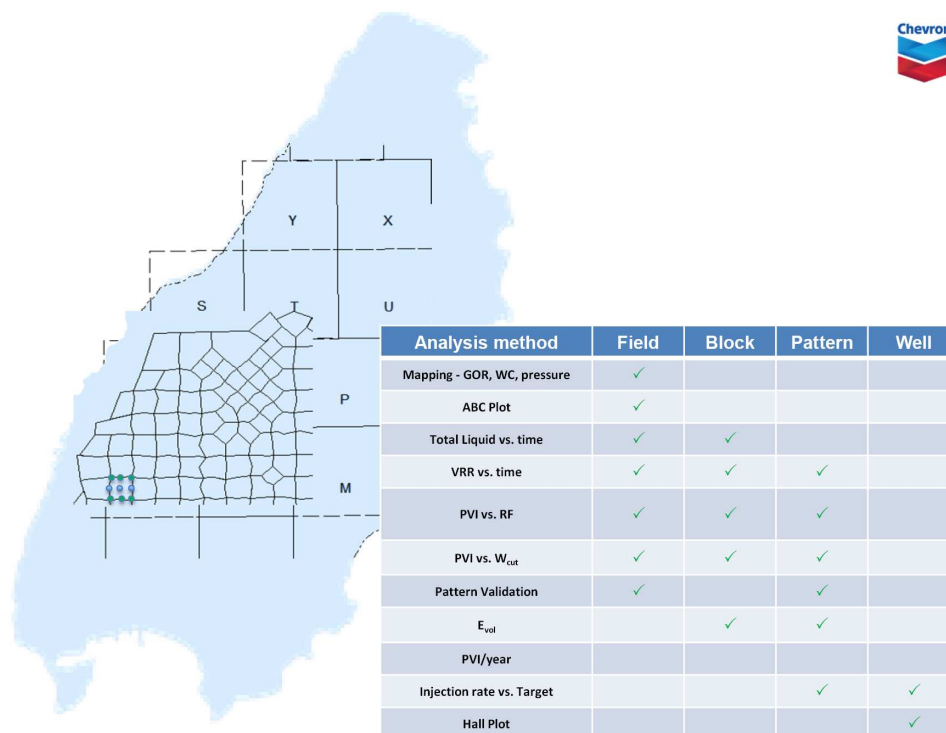 Chevron
Y X
S T U
P
M
Analysis method Field Block Pattern Well
Mapping - GOR, WC, pressure ✓
ABC Plot ✓
Total Liquid vs. time ✓ ✓
VRR vs. time ✓ ✓ ✓
PVI vs. RF ✓ ✓ ✓
PVI vs. Wcut ✓ ✓ ✓
Pattern Validation ✓ ✓
Evol ✓ ✓
PVI/year
Injection rate vs. Target ✓ ✓
Hall Plot ✓